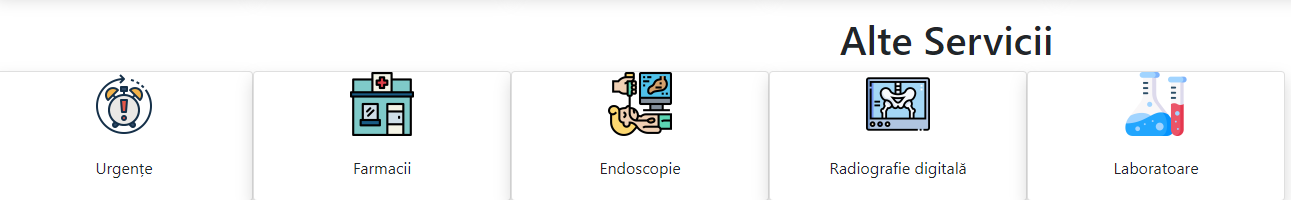 Alte Servicii
Urgențe
Farmacii
Endoscopie
Radiografie digitală
Laboratoare